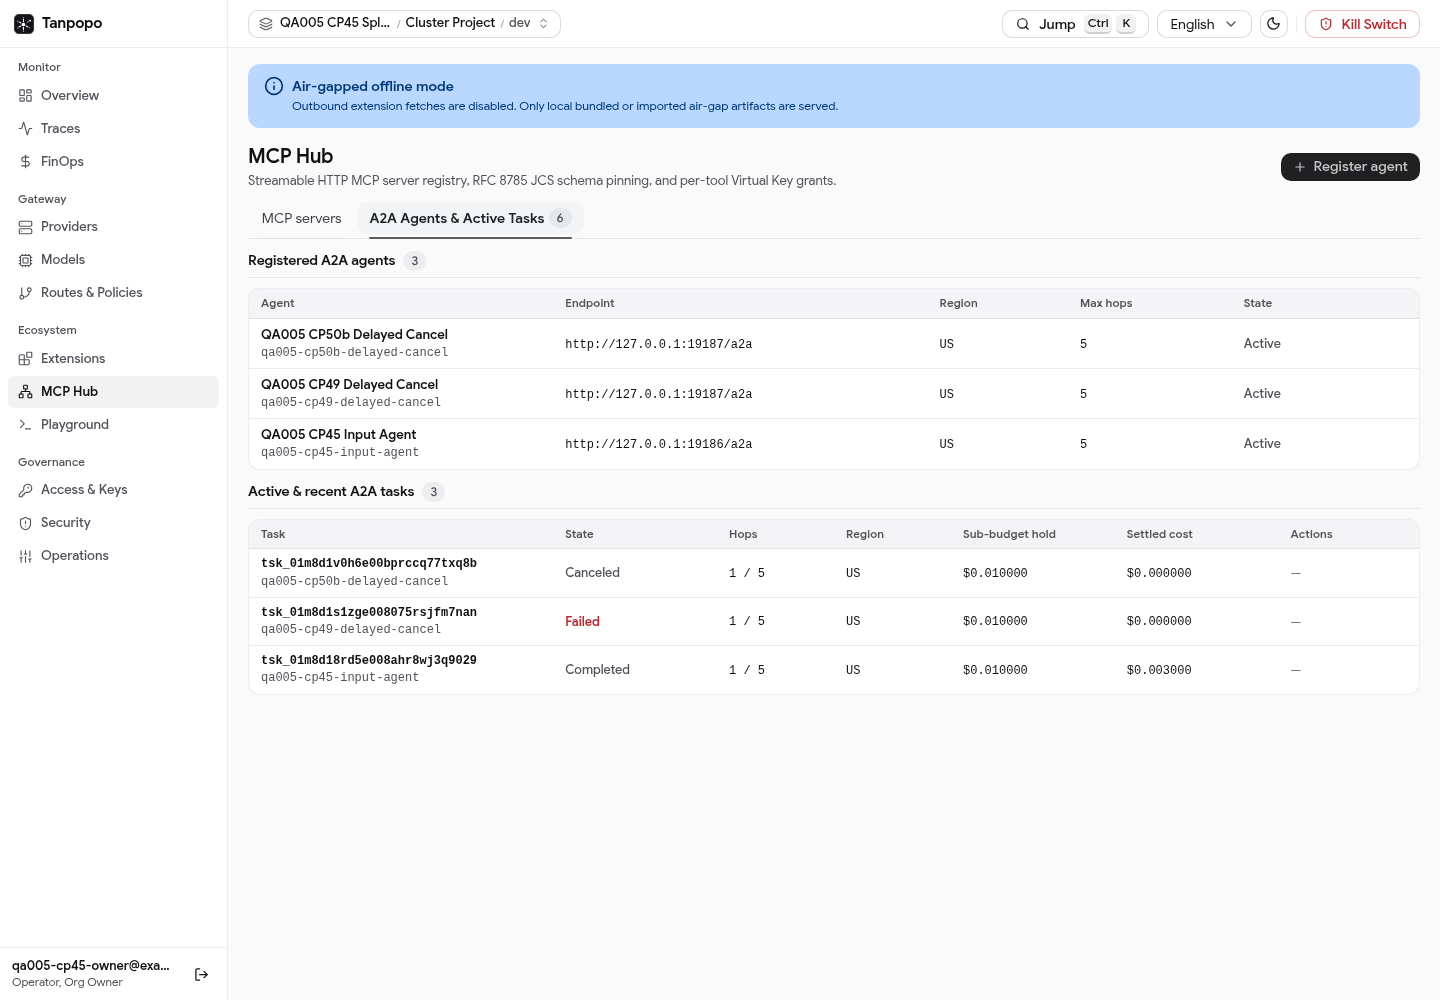 Tanpopo
QA005 CP45 Spl... / Cluster Project / dev
Jump Ctrl K
English
Kill Switch
Monitor
Overview
Traces
FinOps
Gateway
Providers
Models
Routes & Policies
Ecosystem
Extensions
MCP Hub
Playground
Governance
Access & Keys
Security
Operations
qa005-cp45-owner@exa...
Operator, Org Owner
Air-gapped offline mode
Outbound extension fetches are disabled. Only local bundled or imported air-gap artifacts are served.
MCP Hub
Streamable HTTP MCP server registry, RFC 8785 JCS schema pinning, and per-tool Virtual Key grants.
+ Register agent
MCP servers
A2A Agents & Active Tasks 6
Registered A2A agents 3
Agent Endpoint Region Max hops State
QA005 CP50b Delayed Cancel
qa005-cp50b-delayed-cancel
http://127.0.0.1:19187/a2a US 5 Active
QA005 CP49 Delayed Cancel
qa005-cp49-delayed-cancel
http://127.0.0.1:19187/a2a US 5 Active
QA005 CP45 Input Agent
qa005-cp45-input-agent
http://127.0.0.1:19186/a2a US 5 Active
Active & recent A2A tasks 3
Task State Hops Region Sub-budget hold Settled cost Actions
tsk_01m8d1v0h6e00bprccq77txq8b
qa005-cp50b-delayed-cancel
Canceled 1 / 5 US $0.010000 $0.000000 —
tsk_01m8d1s1zge008075rsjfm7nan
qa005-cp49-delayed-cancel
Failed 1 / 5 US $0.010000 $0.000000 —
tsk_01m8d18rd5e008ahr8wj3q9029
qa005-cp45-input-agent
Completed 1 / 5 US $0.010000 $0.003000 —